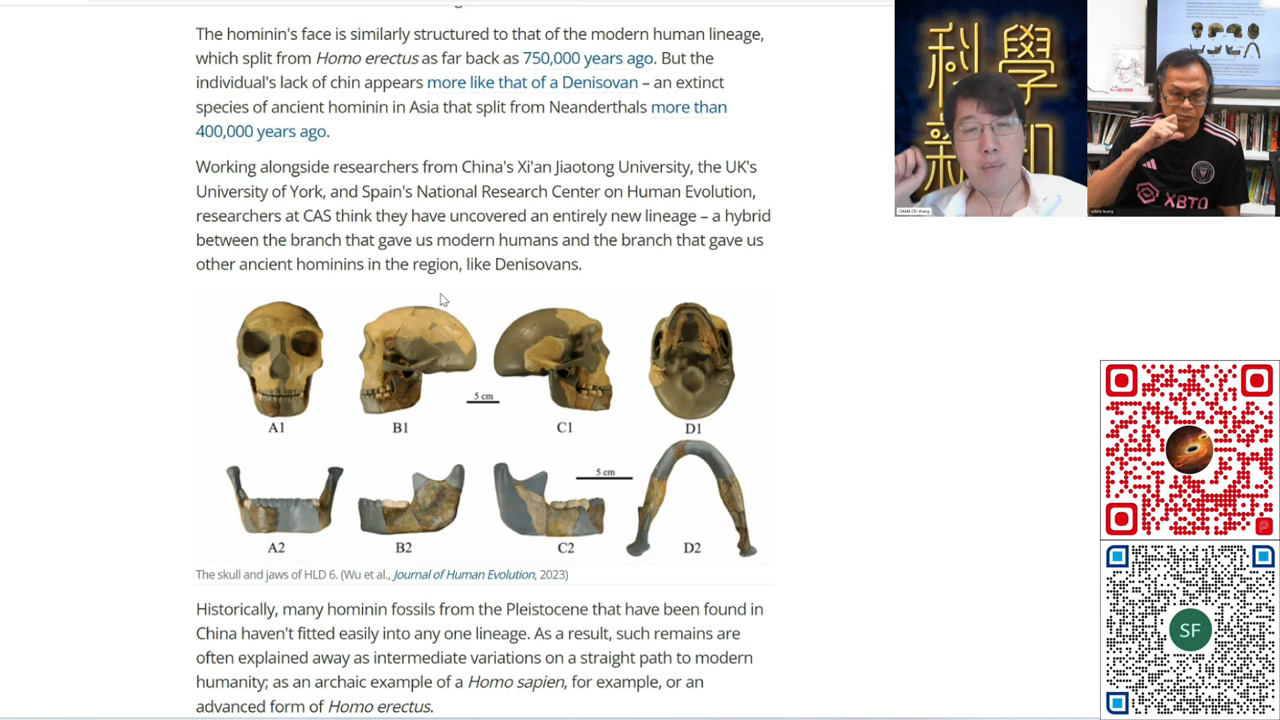 The hominin's face is similarly structured to that of the modern human lineage,
which split from Homo erectus as far back as 750,000 years ago. But the
individual's lack of chin appears more like that of a Denisovan – an extinct
species of ancient hominin in Asia that split from Neanderthals more than
400,000 years ago.
Working alongside researchers from China's Xi'an Jiaotong University, the UK's
University of York, and Spain's National Research Center on Human Evolution,
researchers at CAS think they have uncovered an entirely new lineage – a hybrid
between the branch that gave us modern humans and the branch that gave us
other ancient hominins in the region, like Denisovans.
5 cm
A1 B1 C1 D1
5 cm
A2 B2 C2 D2
The skull and jaws of HLD 6. (Wu et al., Journal of Human Evolution, 2023)
Historically, many hominin fossils from the Pleistocene that have been found in
China haven't fitted easily into any one lineage. As a result, such remains are
often explained away as intermediate variations on a straight path to modern
humanity; as an archaic example of a Homo sapien, for example, or an
advanced form of Homo erectus.
科學
新知
CHAN Chi Wang
eddie leung
XBTO
SF